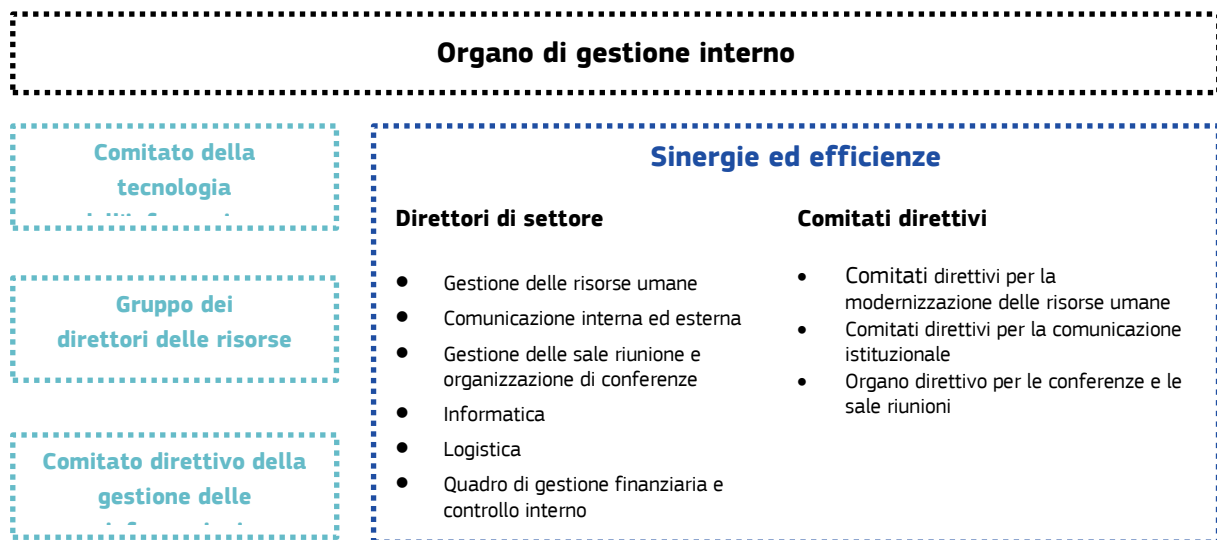 Organo di gestione interno
Comitato della
tecnologia
Gruppo dei
direttori delle risorse
Comitato direttivo della
gestione delle
Sinergie ed efficienze
Direttori di settore
● Gestione delle risorse umane
● Comunicazione interna ed esterna
● Gestione delle sale riunione e
organizzazione di conferenze
● Informatica
● Logistica
● Quadro di gestione finanziaria e
controllo interno
Comitati direttivi
• Comitati direttivi per la
modernizzazione delle risorse umane
• Comitati direttivi per la comunicazione
istituzionale
• Organo direttivo per le conferenze e le
sale riunioni